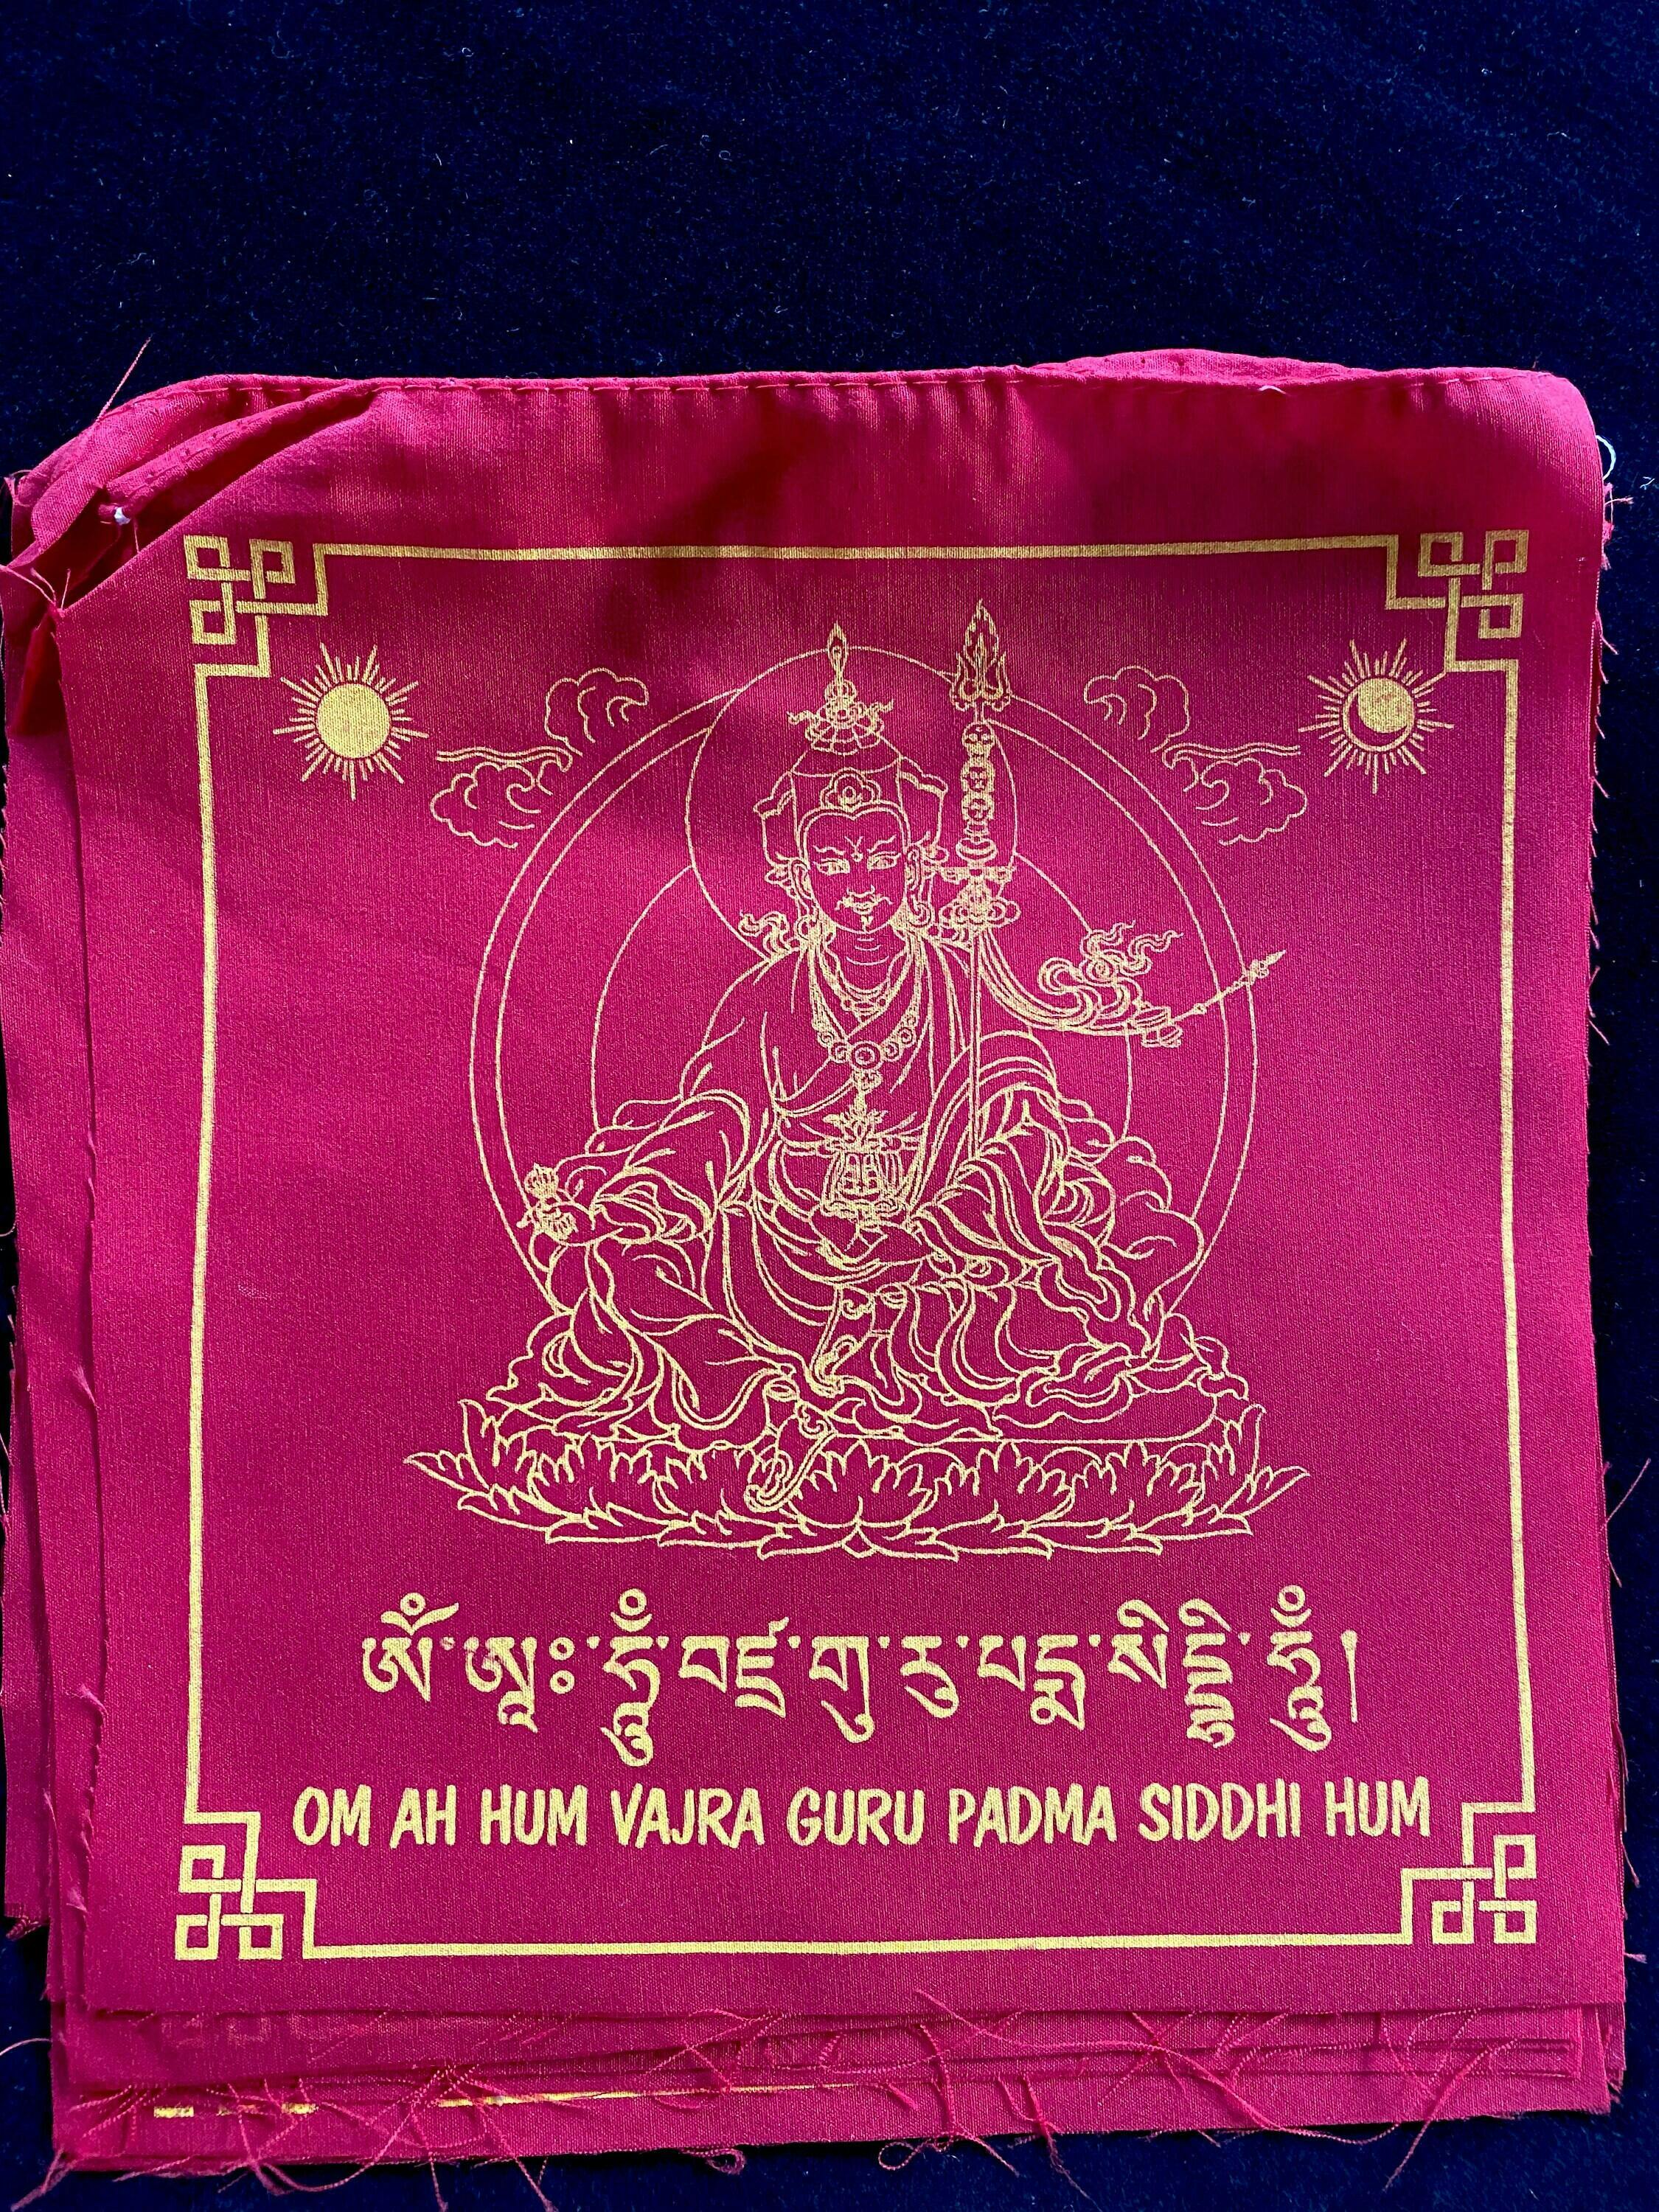 ཨོཾ་ཨཱཿ་ཧཱུྃ་བཛྲ་གུ་རུ་པདྨ་སིདྡྷི་ཧཱུྃ།
OM AH HUM VAJRA GURU PADMA SIDDHI HUM